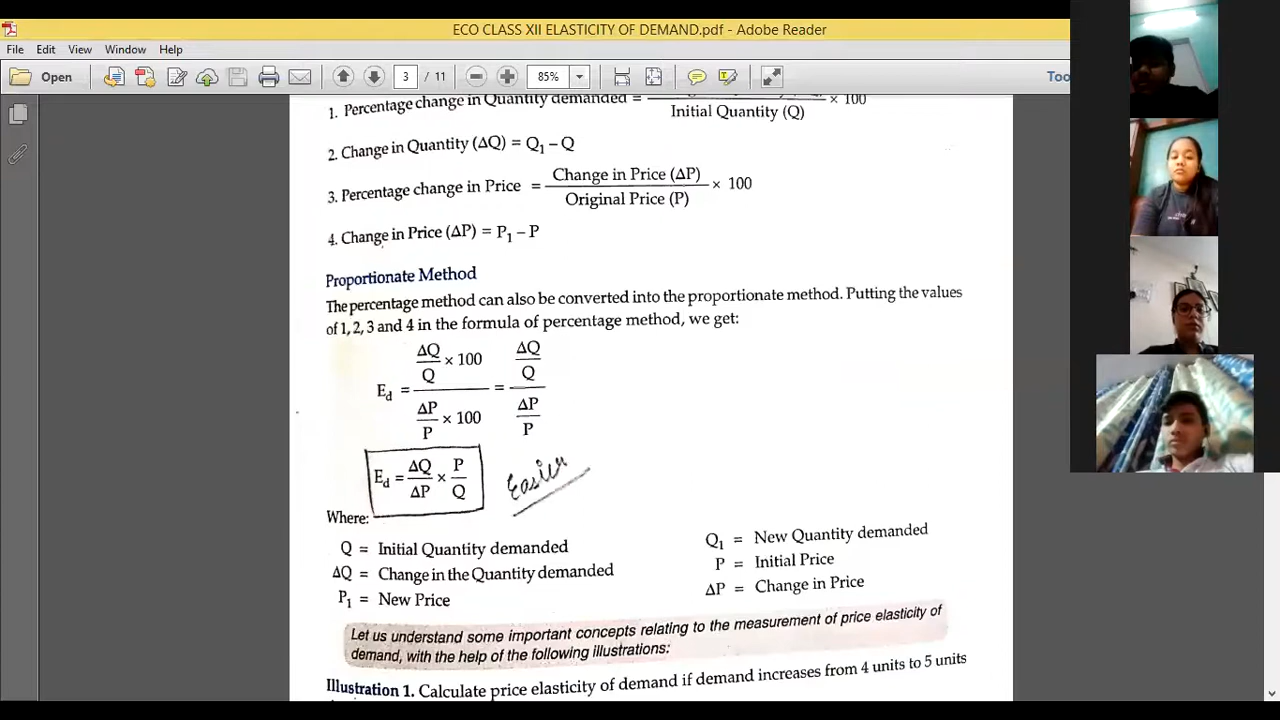 ECO CLASS XII ELASTICITY OF DEMAND.pdf - Adobe Reader
File Edit View Window Help
Open 3 / 11 85% Too
1. Percentage change in Quantity demanded = / Initial Quantity (Q) × 100
2. Change in Quantity (ΔQ) = Q₁ – Q
3. Percentage change in Price = Change in Price (ΔP) / Original Price (P) × 100
4. Change in Price (ΔP) = P₁ – P
Proportionate Method
The percentage method can also be converted into the proportionate method. Putting the values
of 1, 2, 3 and 4 in the formula of percentage method, we get:
E_d = (ΔQ/Q × 100) / (ΔP/P × 100) = (ΔQ/Q) / (ΔP/P)
E_d = ΔQ/ΔP × P/Q Easier
Where:
Q = Initial Quantity demanded
ΔQ = Change in the Quantity demanded
P₁ = New Price
Q₁ = New Quantity demanded
P = Initial Price
ΔP = Change in Price
Let us understand some important concepts relating to the measurement of price elasticity of
demand, with the help of the following illustrations:
Illustration 1. Calculate price elasticity of demand if demand increases from 4 units to 5 units